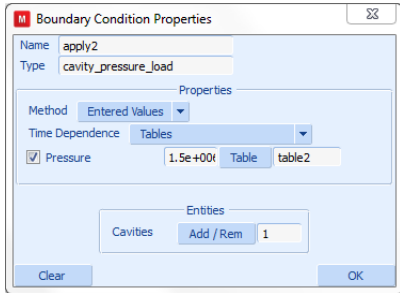 M Boundary Condition Properties
Name apply2
Type cavity_pressure_load
Properties
Method Entered Values
Time Dependence Tables
Pressure 1.5e+00 Table table2
Entities
Cavities Add / Rem 1
Clear OK